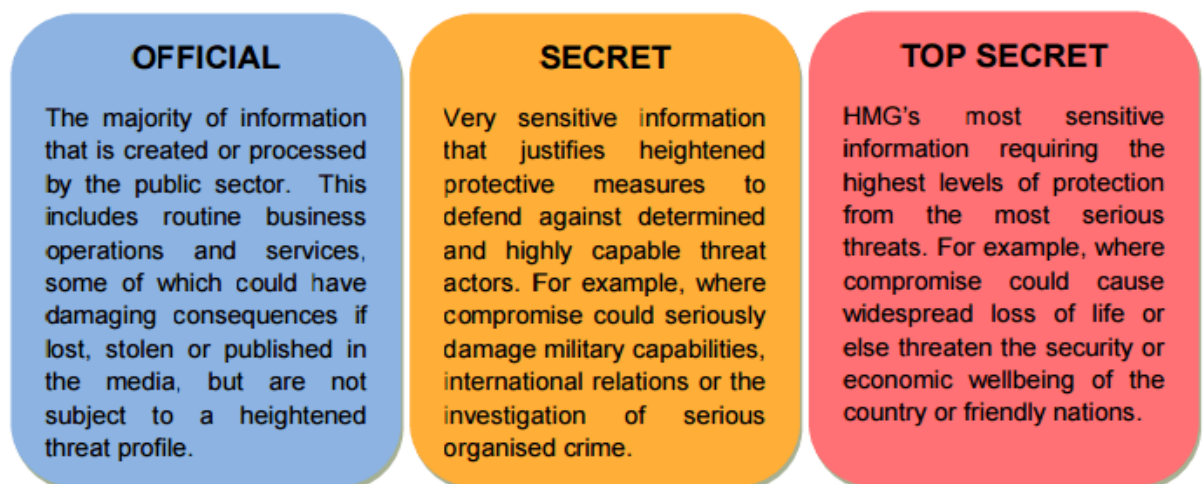 OFFICIAL
The majority of information
that is created or processed
by the public sector. This
includes routine business
operations and services,
some of which could have
damaging consequences if
lost, stolen or published in
the media, but are not
subject to a heightened
threat profile.
SECRET
Very sensitive information
that justifies heightened
protective measures to
defend against determined
and highly capable threat
actors. For example, where
compromise could seriously
damage military capabilities,
international relations or the
investigation of serious
organised crime.
TOP SECRET
HMG's most sensitive
information requiring the
highest levels of protection
from the most serious
threats. For example, where
compromise could cause
widespread loss of life or
else threaten the security or
economic wellbeing of the
country or friendly nations.